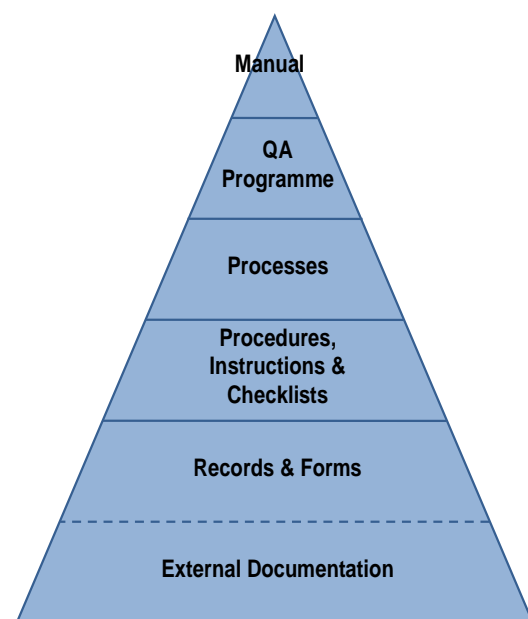 Manual
QA
Programme
Processes
Procedures,
Instructions &
Checklists
Records & Forms
External Documentation